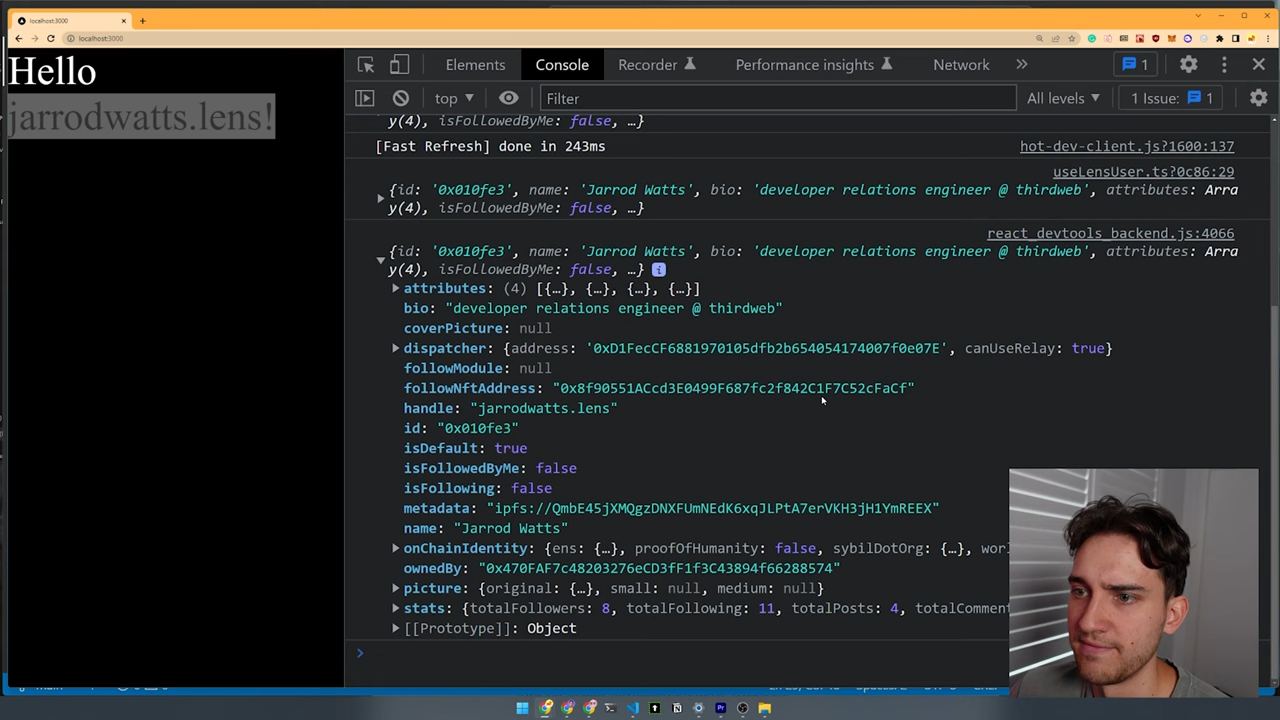 localhost:3000
localhost:3000
Hello
jarrodwatts.lens!
Elements Console Recorder Performance insights Network 1
top Filter All levels 1 Issue: 1
y(4), isFollowedByMe: false, …}
[Fast Refresh] done in 243ms hot-dev-client.js?1600:137
useLensUser.ts?0c86:29
{id: '0x010fe3', name: 'Jarrod Watts', bio: 'developer relations engineer @ thirdweb', attributes: Arra
y(4), isFollowedByMe: false, …}
react_devtools_backend.js:4066
{id: '0x010fe3', name: 'Jarrod Watts', bio: 'developer relations engineer @ thirdweb', attributes: Arra
y(4), isFollowedByMe: false, …} i
attributes: (4) [{…}, {…}, {…}, {…}]
bio: "developer relations engineer @ thirdweb"
coverPicture: null
dispatcher: {address: '0xD1FecCF6881970105dfb2b654054174007f0e07E', canUseRelay: true}
followModule: null
followNftAddress: "0x8f90551ACcd3E0499F687fc2f842C1F7C52cFaCf"
handle: "jarrodwatts.lens"
id: "0x010fe3"
isDefault: true
isFollowedByMe: false
isFollowing: false
metadata: "ipfs://QmbE45jXMQgzDNXFUmNEdK6xqJLPtA7erVKH3jH1YmREEX"
name: "Jarrod Watts"
onChainIdentity: {ens: {…}, proofOfHumanity: false, sybilDotOrg: {…}, wor
ownedBy: "0x470FAF7c48203276eCD3fF1f3C43894f66288574"
picture: {original: {…}, small: null, medium: null}
stats: {totalFollowers: 8, totalFollowing: 11, totalPosts: 4, totalComment
[[Prototype]]: Object